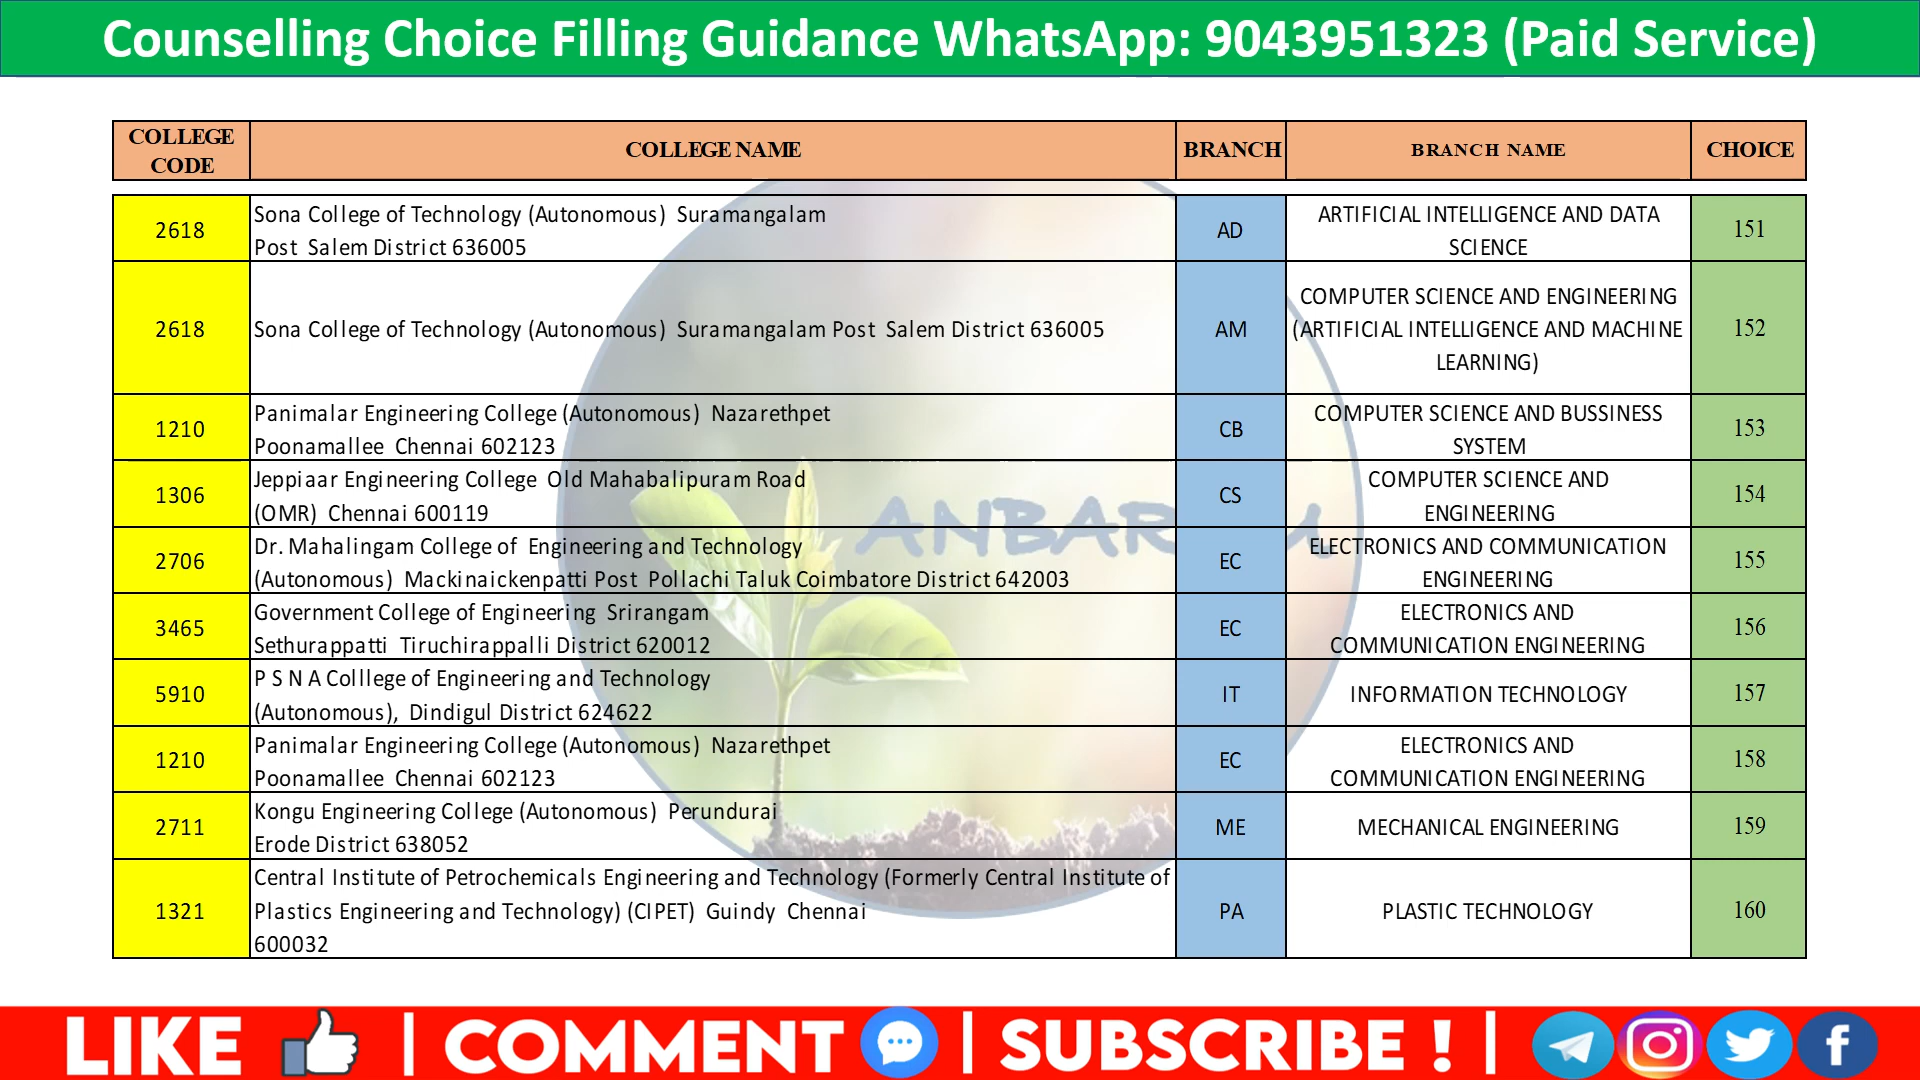 Counselling Choice Filling Guidance WhatsApp: 9043951323 (Paid Service)
COLLEGE CODE COLLEGE NAME BRANCH BRANCH NAME CHOICE
2618 Sona College of Technology (Autonomous) Suramangalam
Post Salem District 636005 AD ARTIFICIAL INTELLIGENCE AND DATA
SCIENCE 151
2618 Sona College of Technology (Autonomous) Suramangalam Post Salem District 636005 AM COMPUTER SCIENCE AND ENGINEERING
(ARTIFICIAL INTELLIGENCE AND MACHINE
LEARNING) 152
1210 Panimalar Engineering College (Autonomous) Nazarethpet
Poonamallee Chennai 602123 CB COMPUTER SCIENCE AND BUSSINESS
SYSTEM 153
1306 Jeppiaar Engineering College Old Mahabalipuram Road
(OMR) Chennai 600119 CS COMPUTER SCIENCE AND
ENGINEERING 154
2706 Dr. Mahalingam College of Engineering and Technology
(Autonomous) Mackinaickenpatti Post Pollachi Taluk Coimbatore District 642003 EC ELECTRONICS AND COMMUNICATION
ENGINEERING 155
3465 Government College of Engineering Srirangam
Sethurappatti Tiruchirappalli District 620012 EC ELECTRONICS AND
COMMUNICATION ENGINEERING 156
5910 P S N A Colllege of Engineering and Technology
(Autonomous), Dindigul District 624622 IT INFORMATION TECHNOLOGY 157
1210 Panimalar Engineering College (Autonomous) Nazarethpet
Poonamallee Chennai 602123 EC ELECTRONICS AND
COMMUNICATION ENGINEERING 158
2711 Kongu Engineering College (Autonomous) Perundurai
Erode District 638052 ME MECHANICAL ENGINEERING 159
1321 Central Institute of Petrochemicals Engineering and Technology (Formerly Central Institute of
Plastics Engineering and Technology) (CIPET) Guindy Chennai
600032 PA PLASTIC TECHNOLOGY 160
LIKE | COMMENT | SUBSCRIBE ! |